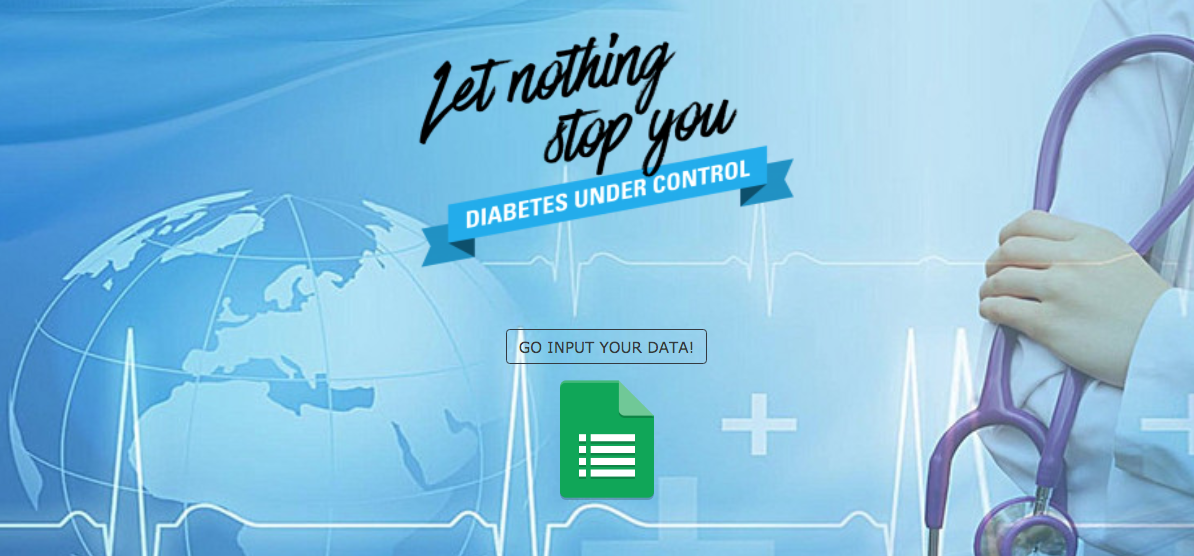 Let nothing
stop you
DIABETES UNDER CONTROL
GO INPUT YOUR DATA!